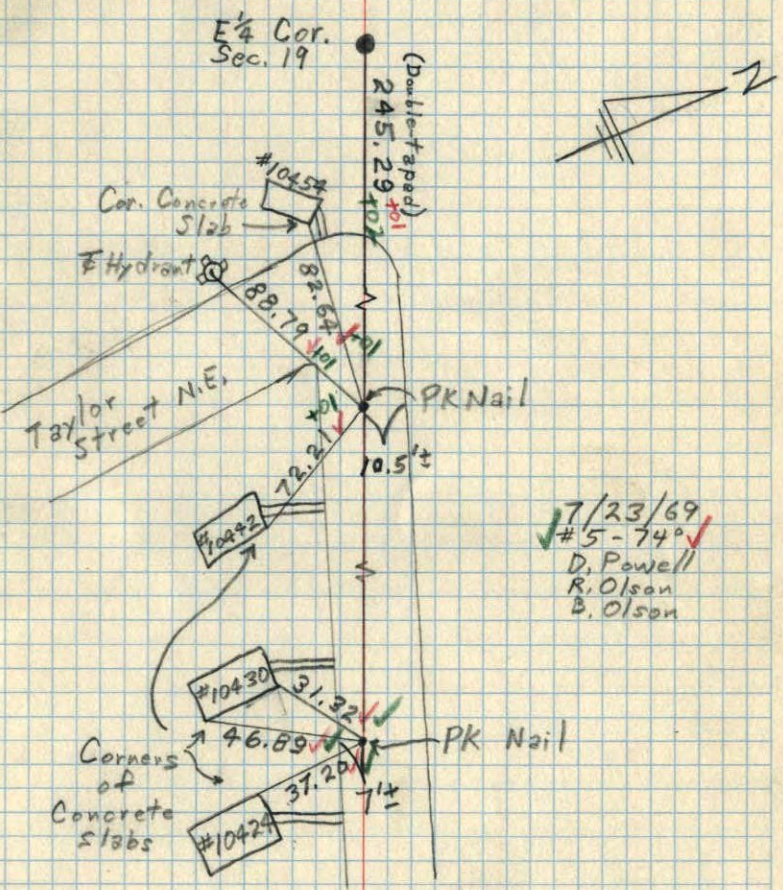 E¼ Cor.
Sec. 19
(Double taped)
245.29 +01
+02
N
#10454
Cor. Concrete
Slab
℄ Hydrant
82.64 +01
88.79 +01
Taylor
Street N.E.
PK Nail
10.5'±
+01
72.21
#10442
7/23/69
#5 - 74°
D. Powell
R. Olson
B. Olson
#10430
31.32
46.89
PK Nail
37.20
7'±
Corners
of
Concrete
Slabs
#10424